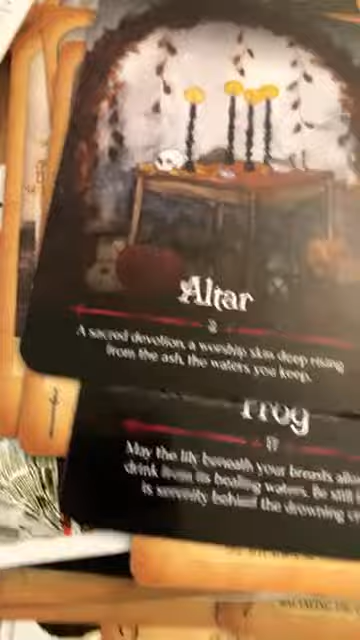 Altar
A sacred devotion, a worship skin deep rising
from the ash, the waters you keep.
Frog
May the lily beneath your breasts
drink from its healing waters. Be still
is serenity behind the drowning